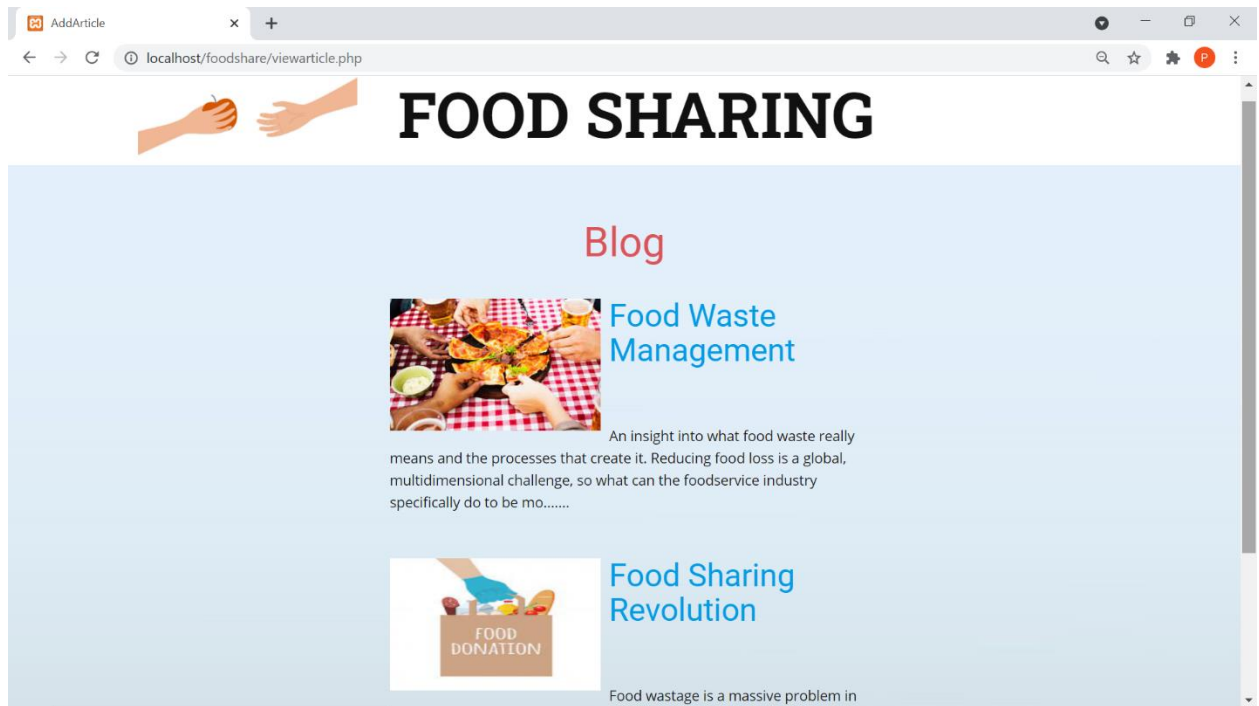 AddArticle
localhost/foodshare/viewarticle.php
P
FOOD SHARING
Blog
Food Waste
Management
An insight into what food waste really
means and the processes that create it. Reducing food loss is a global,
multidimensional challenge, so what can the foodservice industry
specifically do to be mo.......
Food Sharing
Revolution
FOOD
DONATION
Food wastage is a massive problem in